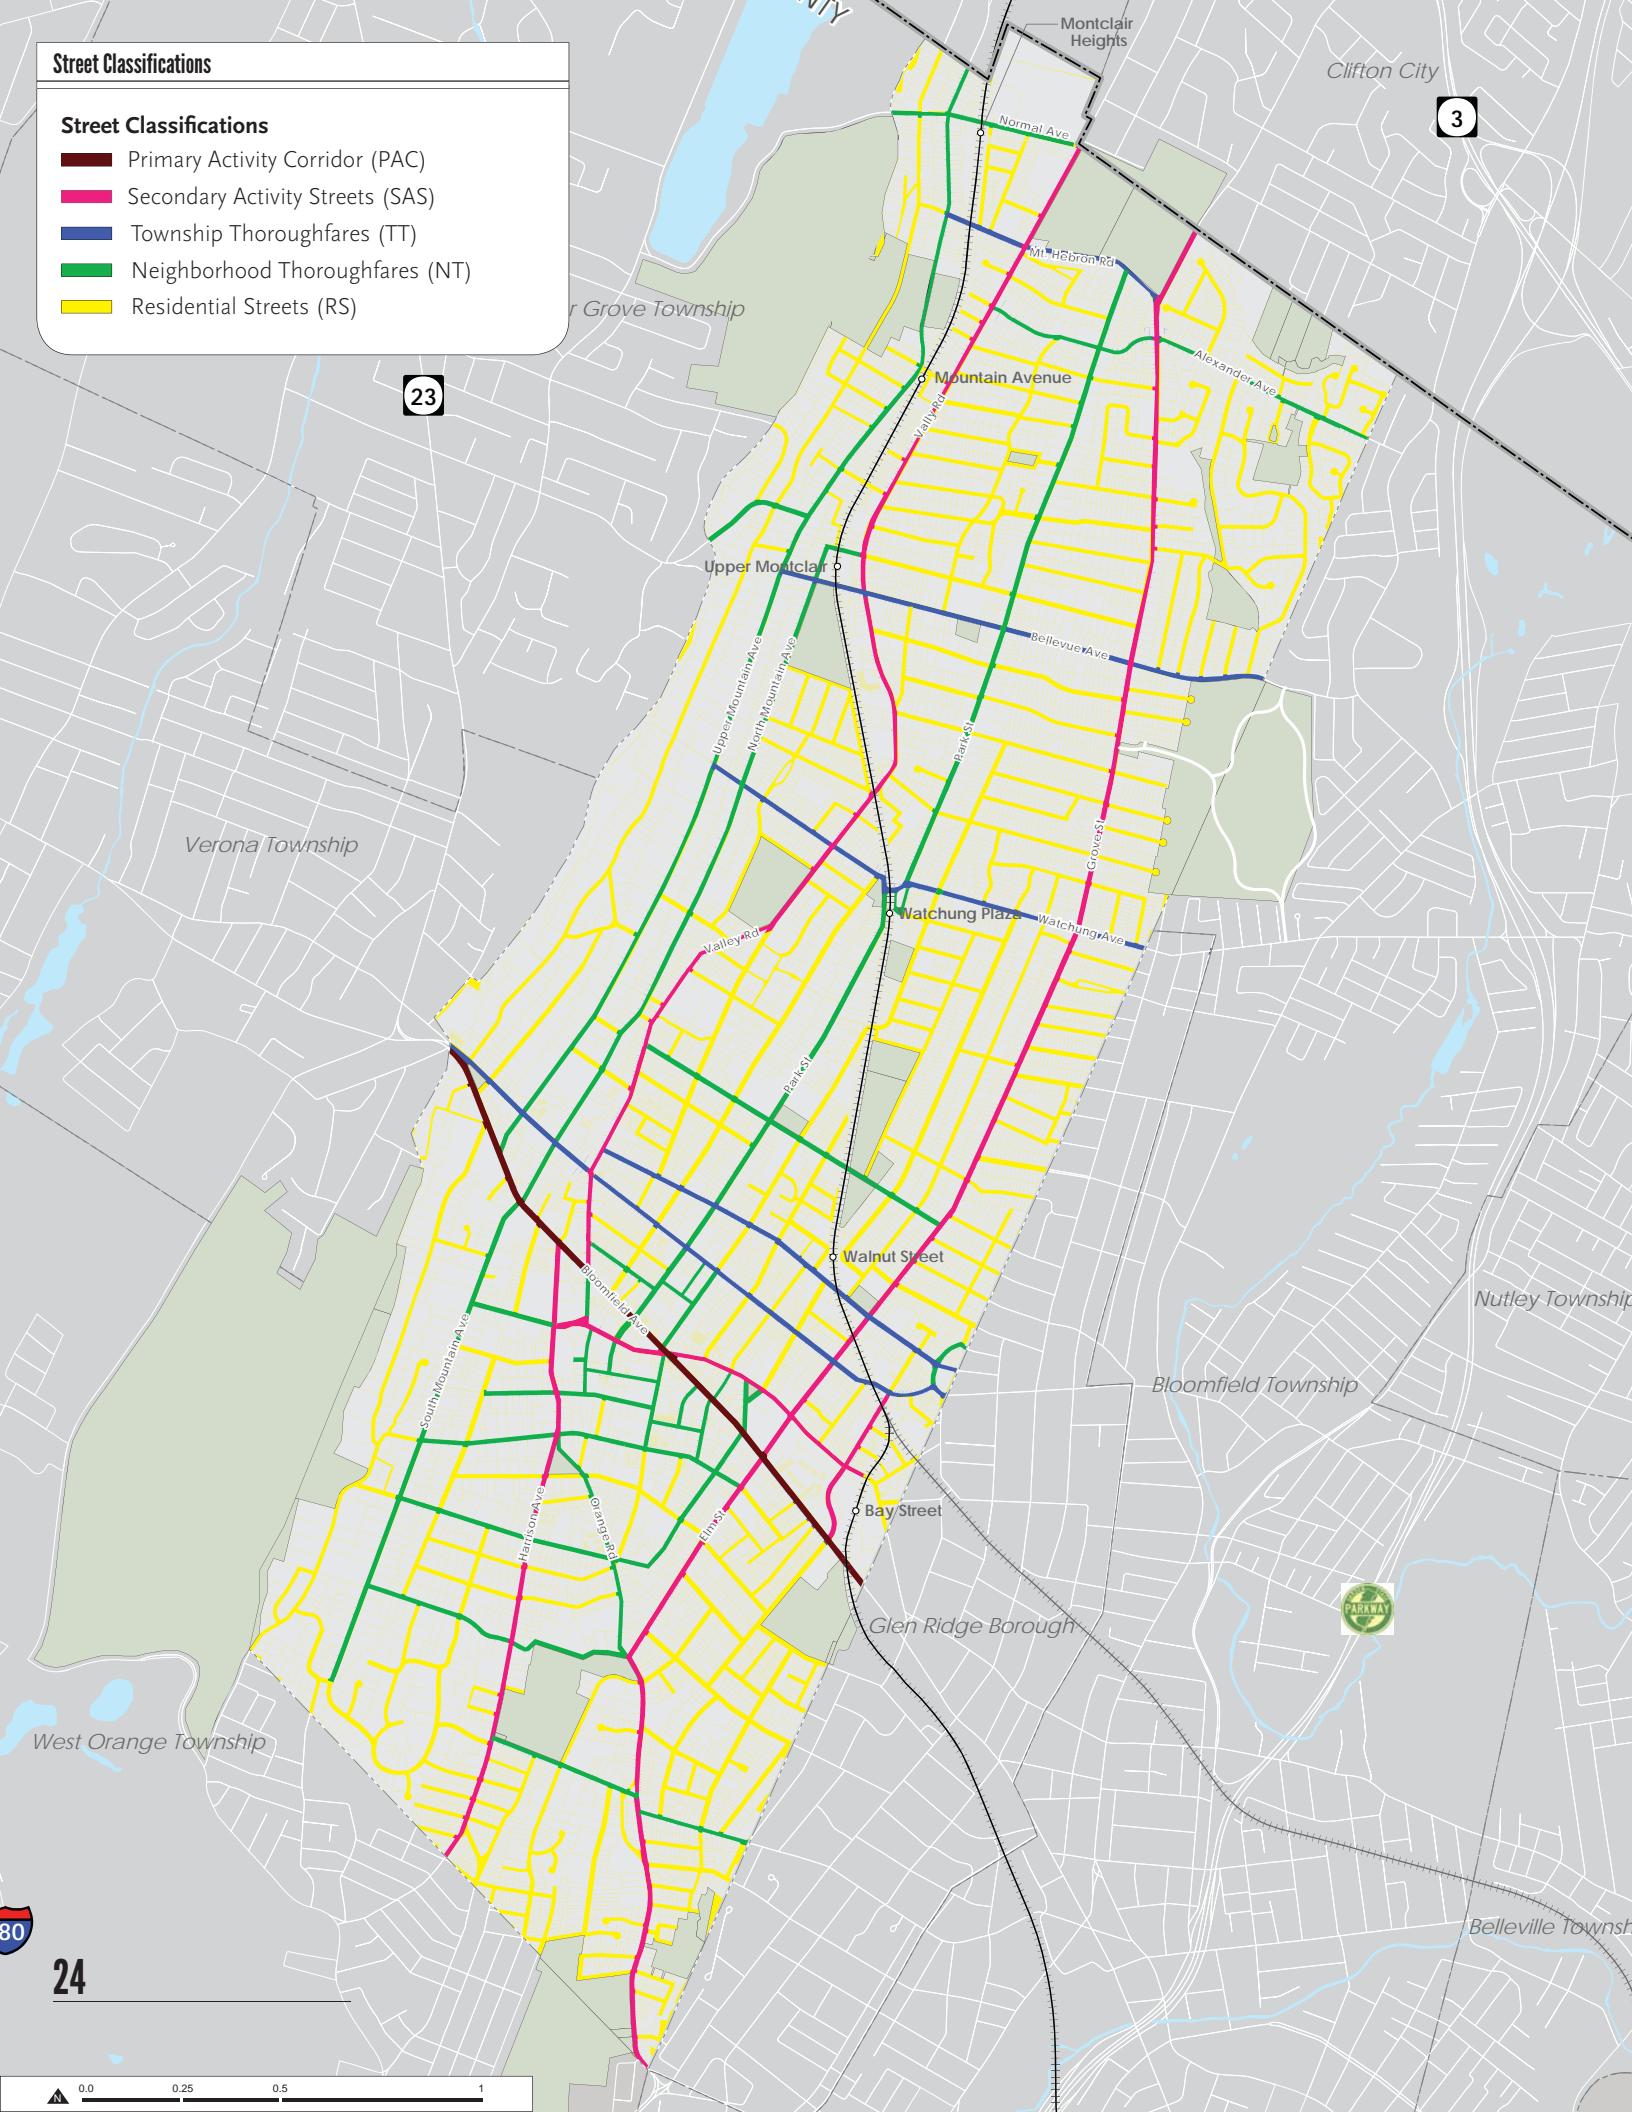 NTY
Montclair
Heights
Clifton City
3
Street Classifications
Street Classifications
Primary Activity Corridor (PAC)
Secondary Activity Streets (SAS)
Township Thoroughfares (TT)
Neighborhood Thoroughfares (NT)
Residential Streets (RS)
Normal Ave
Mt. Hebron Rd
r Grove Township
Alexander Ave
Mountain Avenue
23
Vally Rd
Upper Montclair
Bellevue Ave
Upper Mountain Ave
North Mountain Ave
Park St
Verona Township
Grove St
Watchung Plaza
Watchung Ave
Valley Rd
Park St
Walnut Street
Bloomfield Ave
Nutley Township
South Mountain Ave
Bloomfield Township
Harrison Ave
Orange Rd
Elm St
Bay Street
PARKWAY
Glen Ridge Borough
West Orange Township
80
Belleville Townsh
24
N
0.0 0.25 0.5 1